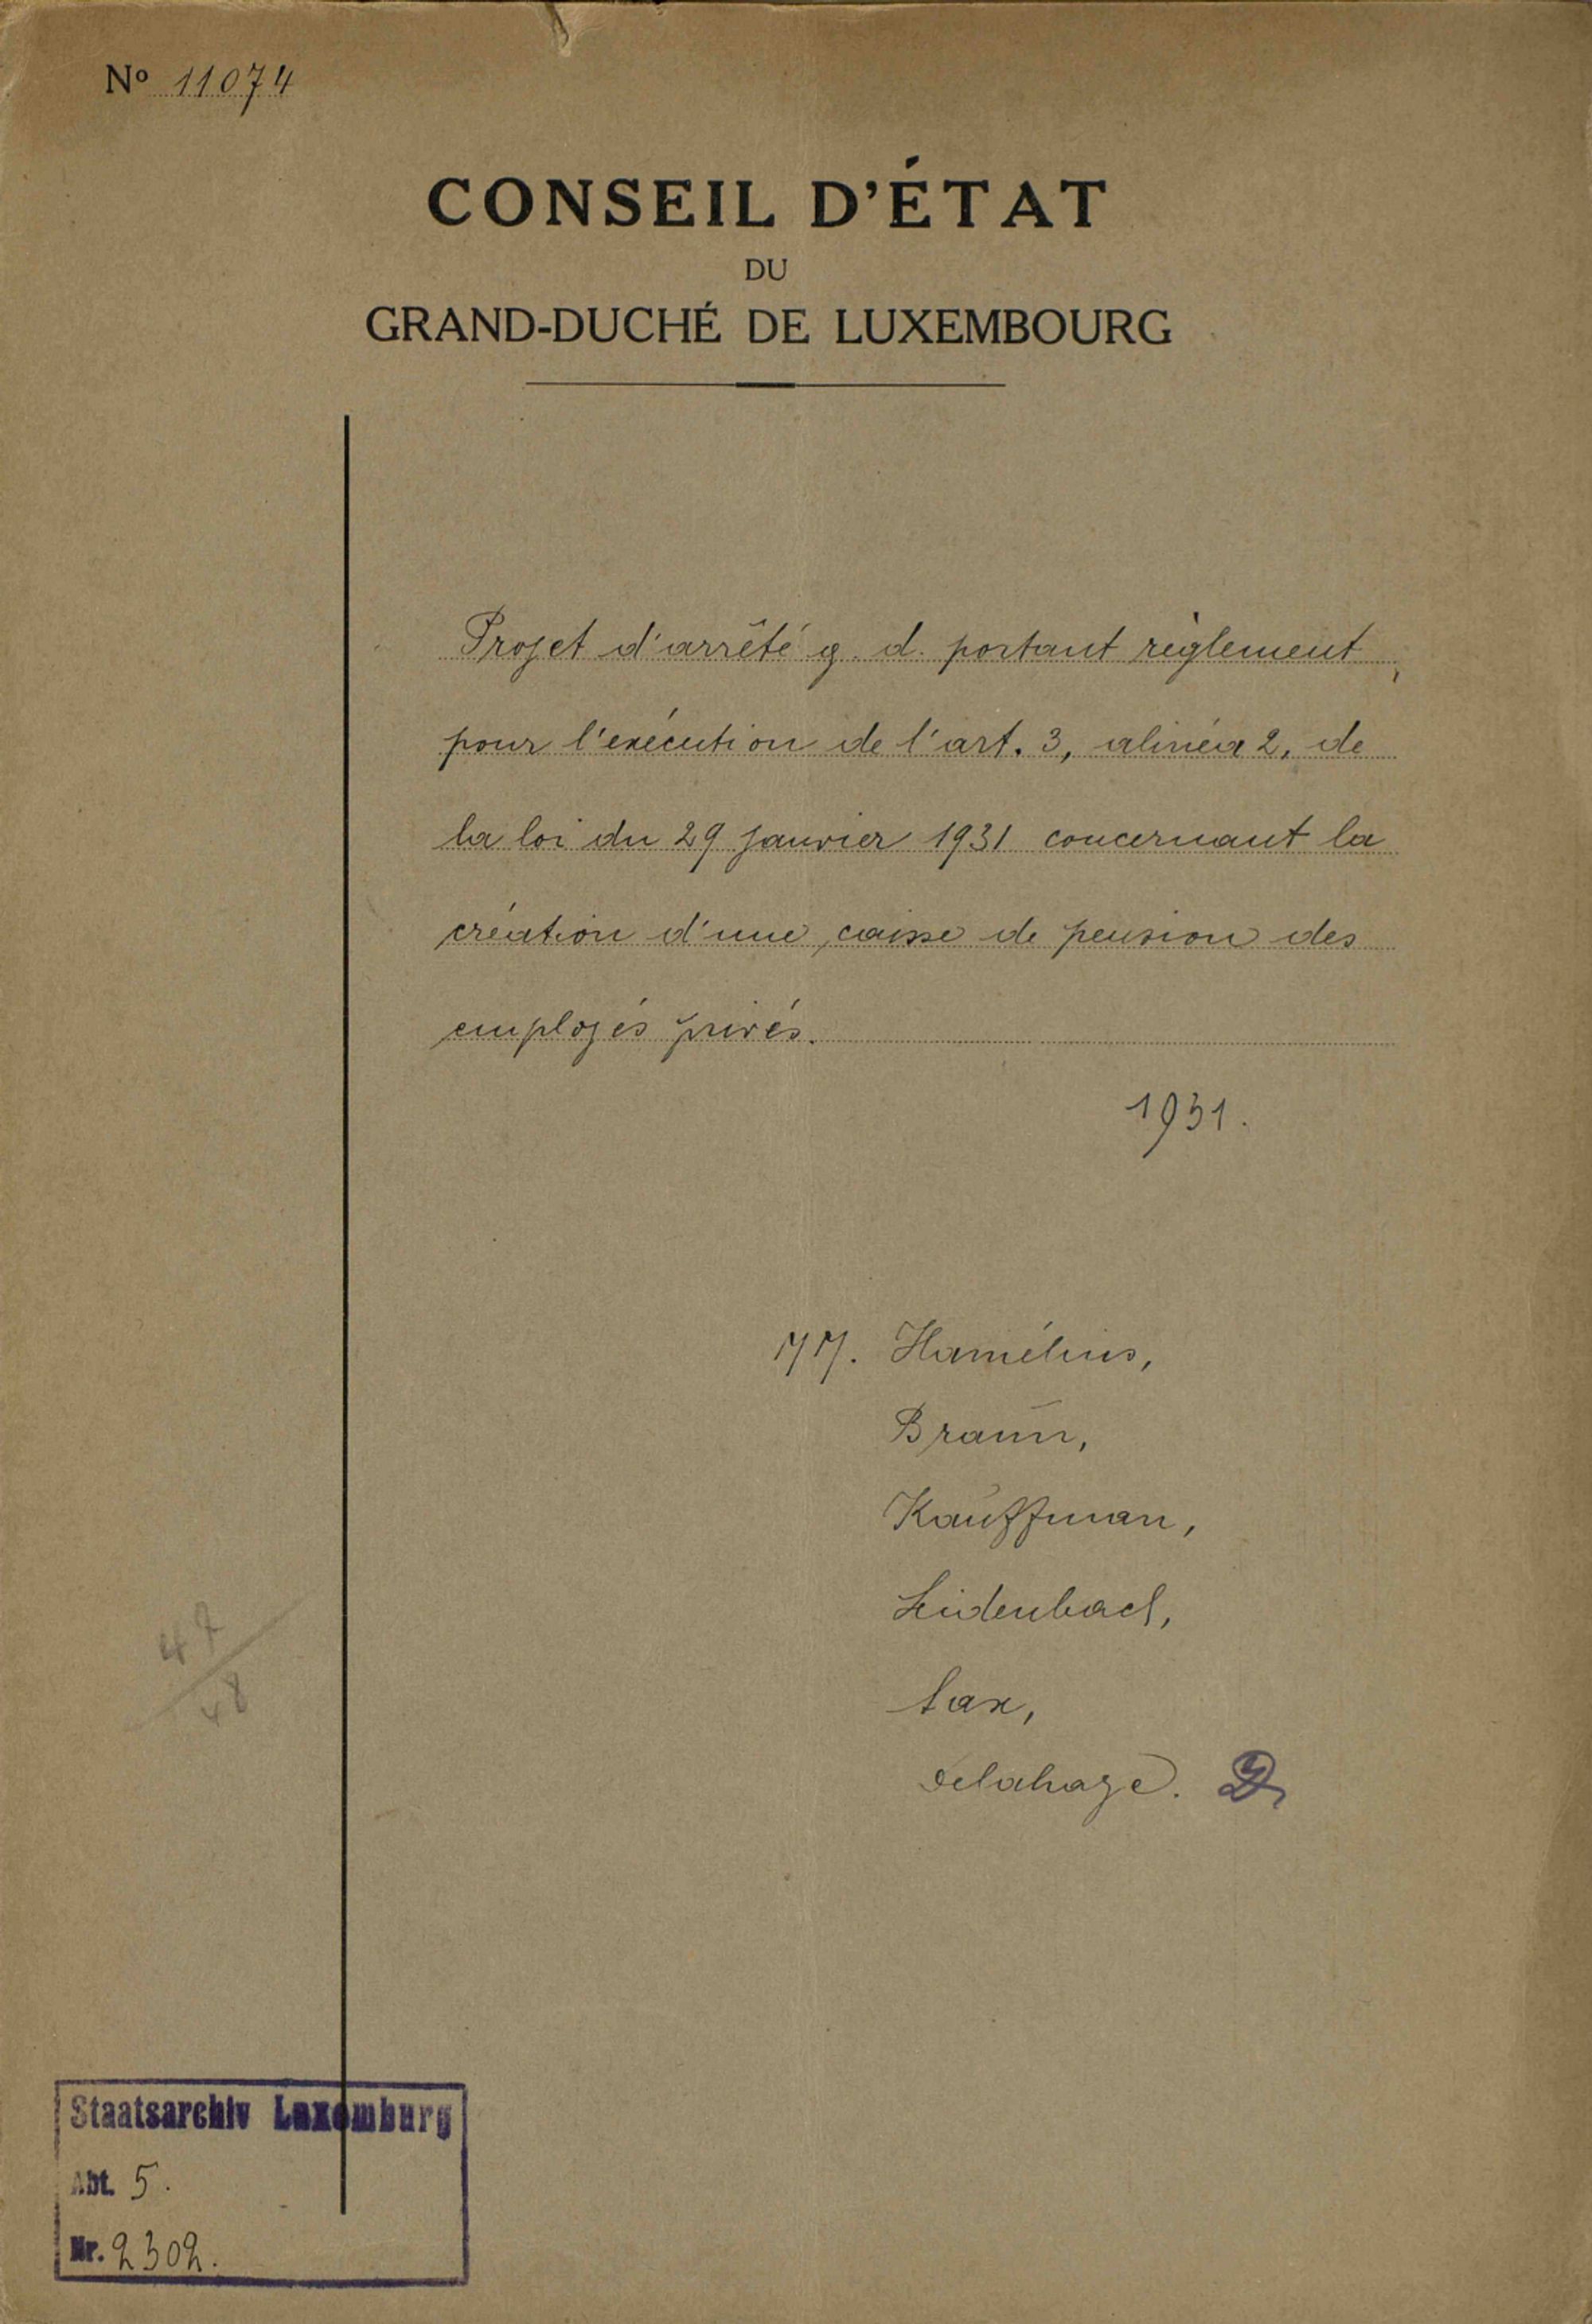 Nº 11074
CONSEIL D'ÉTAT
DU
GRAND-DUCHÉ DE LUXEMBOURG
Projet d'arrêté g. d. portant règlement
pour l'exécution de l'art. 3, alinéa 2, de
la loi du 29 janvier 1931 concernant la
création d'une caisse de pension des
employés privés.
1931.
MM. Hamélius,
Braun,
Kauffman,
Leidenbach,
Sax,
Delahaye. D
47
48
Staatsarchiv Luxemburg
Abt. 5.
Nr. 2302.